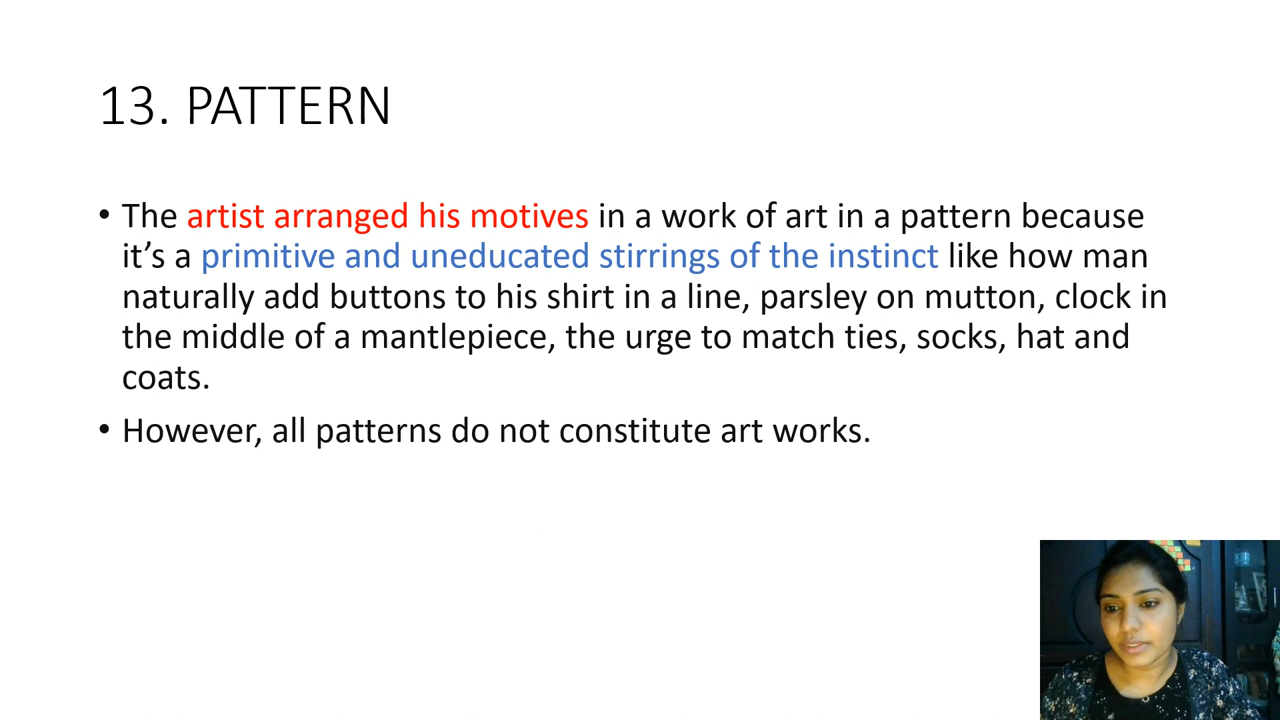 13. PATTERN
• The artist arranged his motives in a work of art in a pattern because
it’s a primitive and uneducated stirrings of the instinct like how man
naturally add buttons to his shirt in a line, parsley on mutton, clock in
the middle of a mantlepiece, the urge to match ties, socks, hat and
coats.
• However, all patterns do not constitute art works.